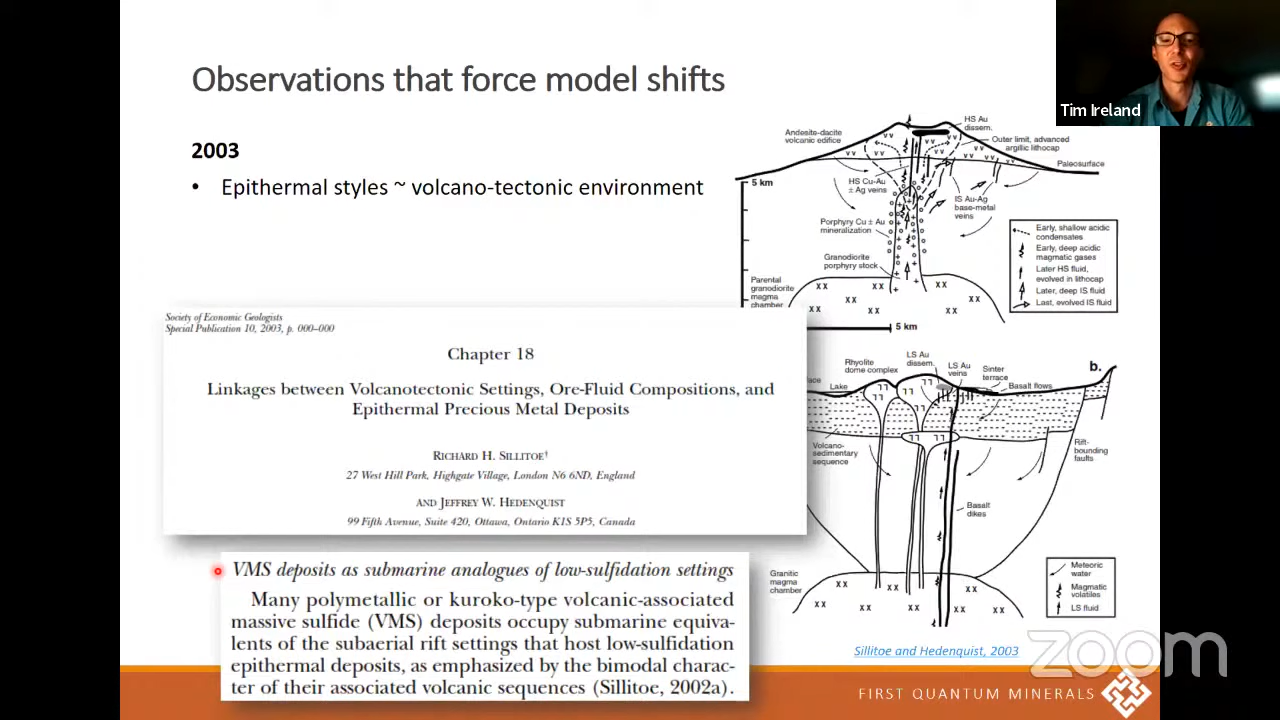 Tim Ireland
Observations that force model shifts
2003
• Epithermal styles ~ volcano-tectonic environment
Andesite-dacite
volcanic edifice
HS Au
dissem.
Outer limit, advanced
argillic lithocap
Paleosurface
5 km
HS Cu-Au
± Ag veins
IS Au-Ag
base-metal
veins
Porphyry Cu ± Au
mineralization
Granodiorite
porphyry stock
Parental
granodiorite
magma
chamber
Early, shallow acidic
condensates
Early, deep acidic
magmatic gases
Later HS fluid,
evolved in lithocap
Later, deep IS fluid
Last, evolved IS fluid
5 km
Society of Economic Geologists
Special Publication 10, 2003, p. 000–000
Chapter 18
Linkages between Volcanotectonic Settings, Ore-Fluid Compositions, and
Epithermal Precious Metal Deposits
RICHARD H. SILLITOE†
27 West Hill Park, Highgate Village, London N6 6ND, England
AND JEFFREY W. HEDENQUIST
99 Fifth Avenue, Suite 420, Ottawa, Ontario K1S 5P5, Canada
b.
Rhyolite
dome complex
LS Au
dissem.
LS Au
veins
Sinter
terrace
Basalt flows
Lake
Volcano-
sedimentary
sequence
Rift-
bounding
faults
Basalt
dikes
Granitic
magma
chamber
Meteoric
water
Magmatic
volatiles
LS fluid
VMS deposits as submarine analogues of low-sulfidation settings
Many polymetallic or kuroko-type volcanic-associated
massive sulfide (VMS) deposits occupy submarine equiva-
lents of the subaerial rift settings that host low-sulfidation
epithermal deposits, as emphasized by the bimodal charac-
ter of their associated volcanic sequences (Sillitoe, 2002a).
Sillitoe and Hedenquist, 2003
zoom
FIRST QUANTUM MINERALS